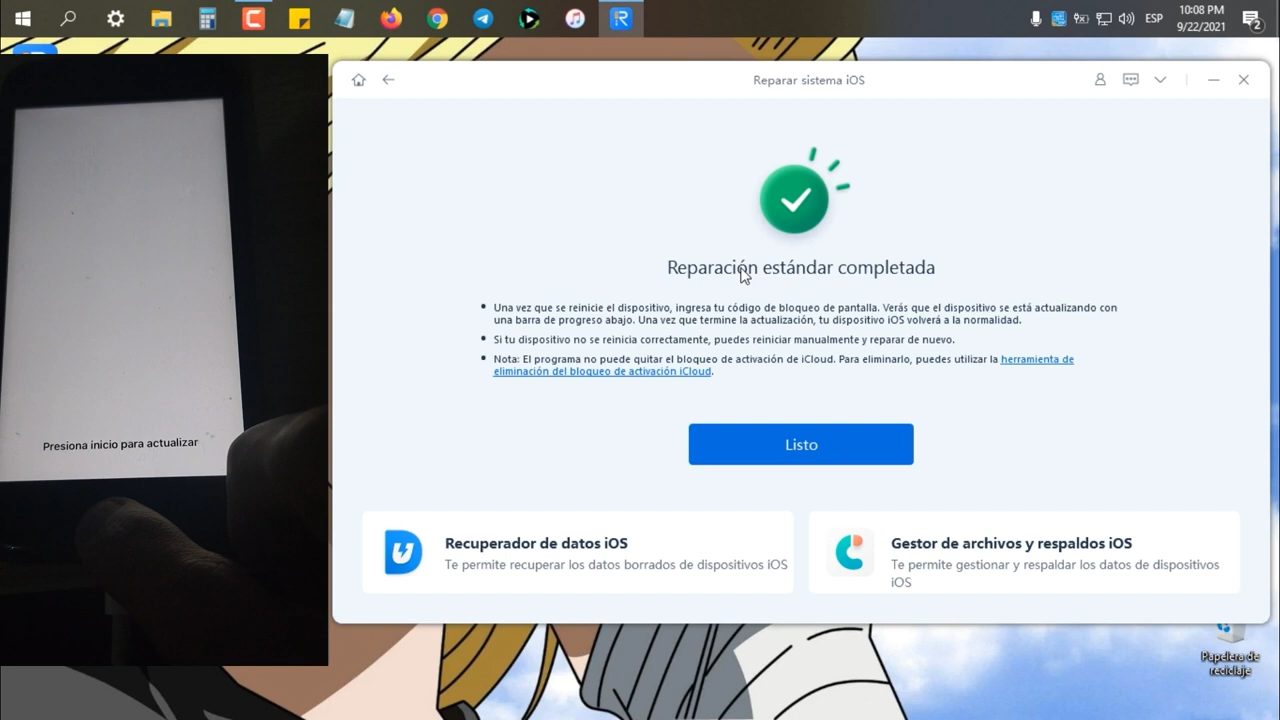 10:08 PM
ESP
9/22/2021
2
Reparar sistema iOS
Reparación estándar completada
Una vez que se reinicie el dispositivo, ingresa tu código de bloqueo de pantalla. Verás que el dispositivo se está actualizando con
una barra de progreso abajo. Una vez que termine la actualización, tu dispositivo iOS volverá a la normalidad.
Si tu dispositivo no se reinicia correctamente, puedes reiniciar manualmente y reparar de nuevo.
Nota: El programa no puede quitar el bloqueo de activación de iCloud. Para eliminarlo, puedes utilizar la herramienta de
eliminación del bloqueo de activación iCloud.
Presiona inicio para actualizar
Listo
Recuperador de datos iOS
Te permite recuperar los datos borrados de dispositivos iOS
Gestor de archivos y respaldos iOS
Te permite gestionar y respaldar los datos de dispositivos
iOS
Papelera de
reciclaje